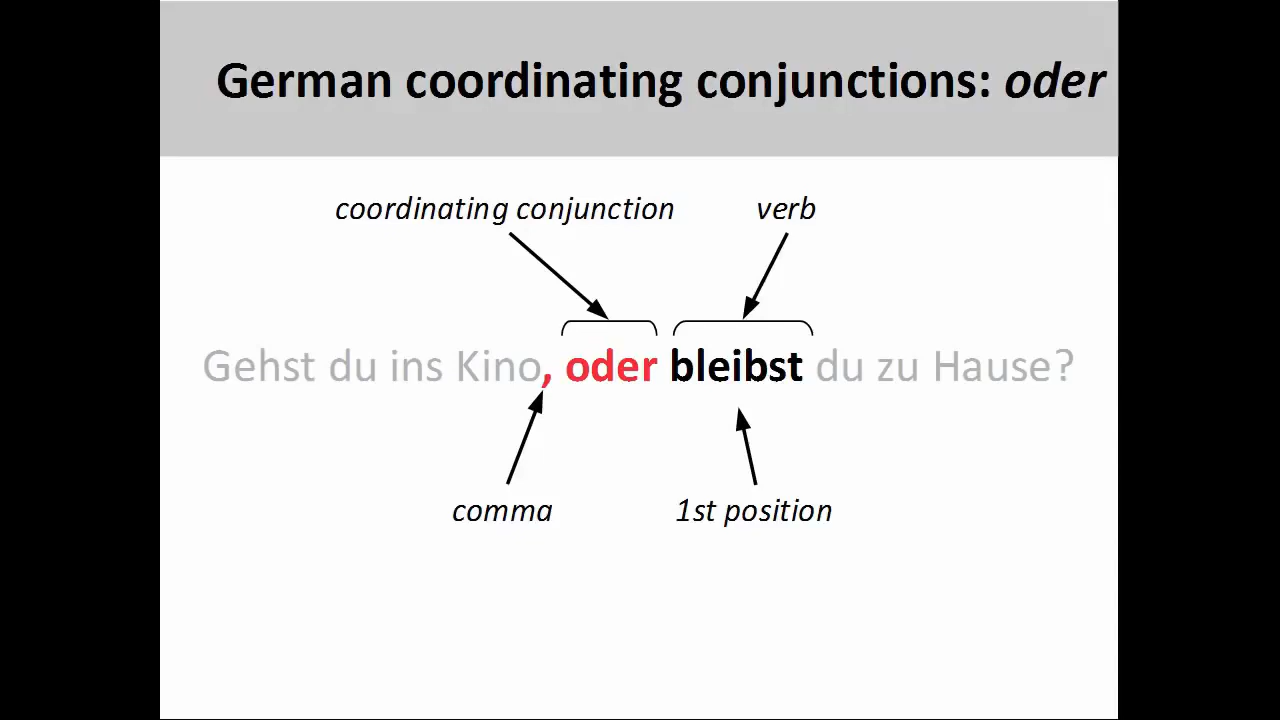 German coordinating conjunctions: oder
coordinating conjunction verb
Gehst du ins Kino, oder bleibst du zu Hause?
comma 1st position